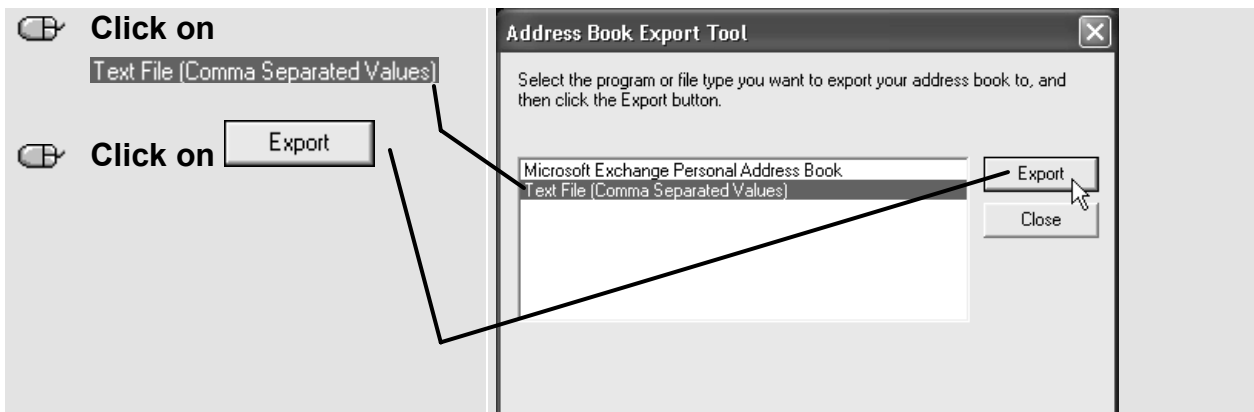 Click on
Text File (Comma Separated Values)
Click on Export
Address Book Export Tool
Select the program or file type you want to export your address book to, and
then click the Export button.
Microsoft Exchange Personal Address Book
Text File (Comma Separated Values)
Export
Close